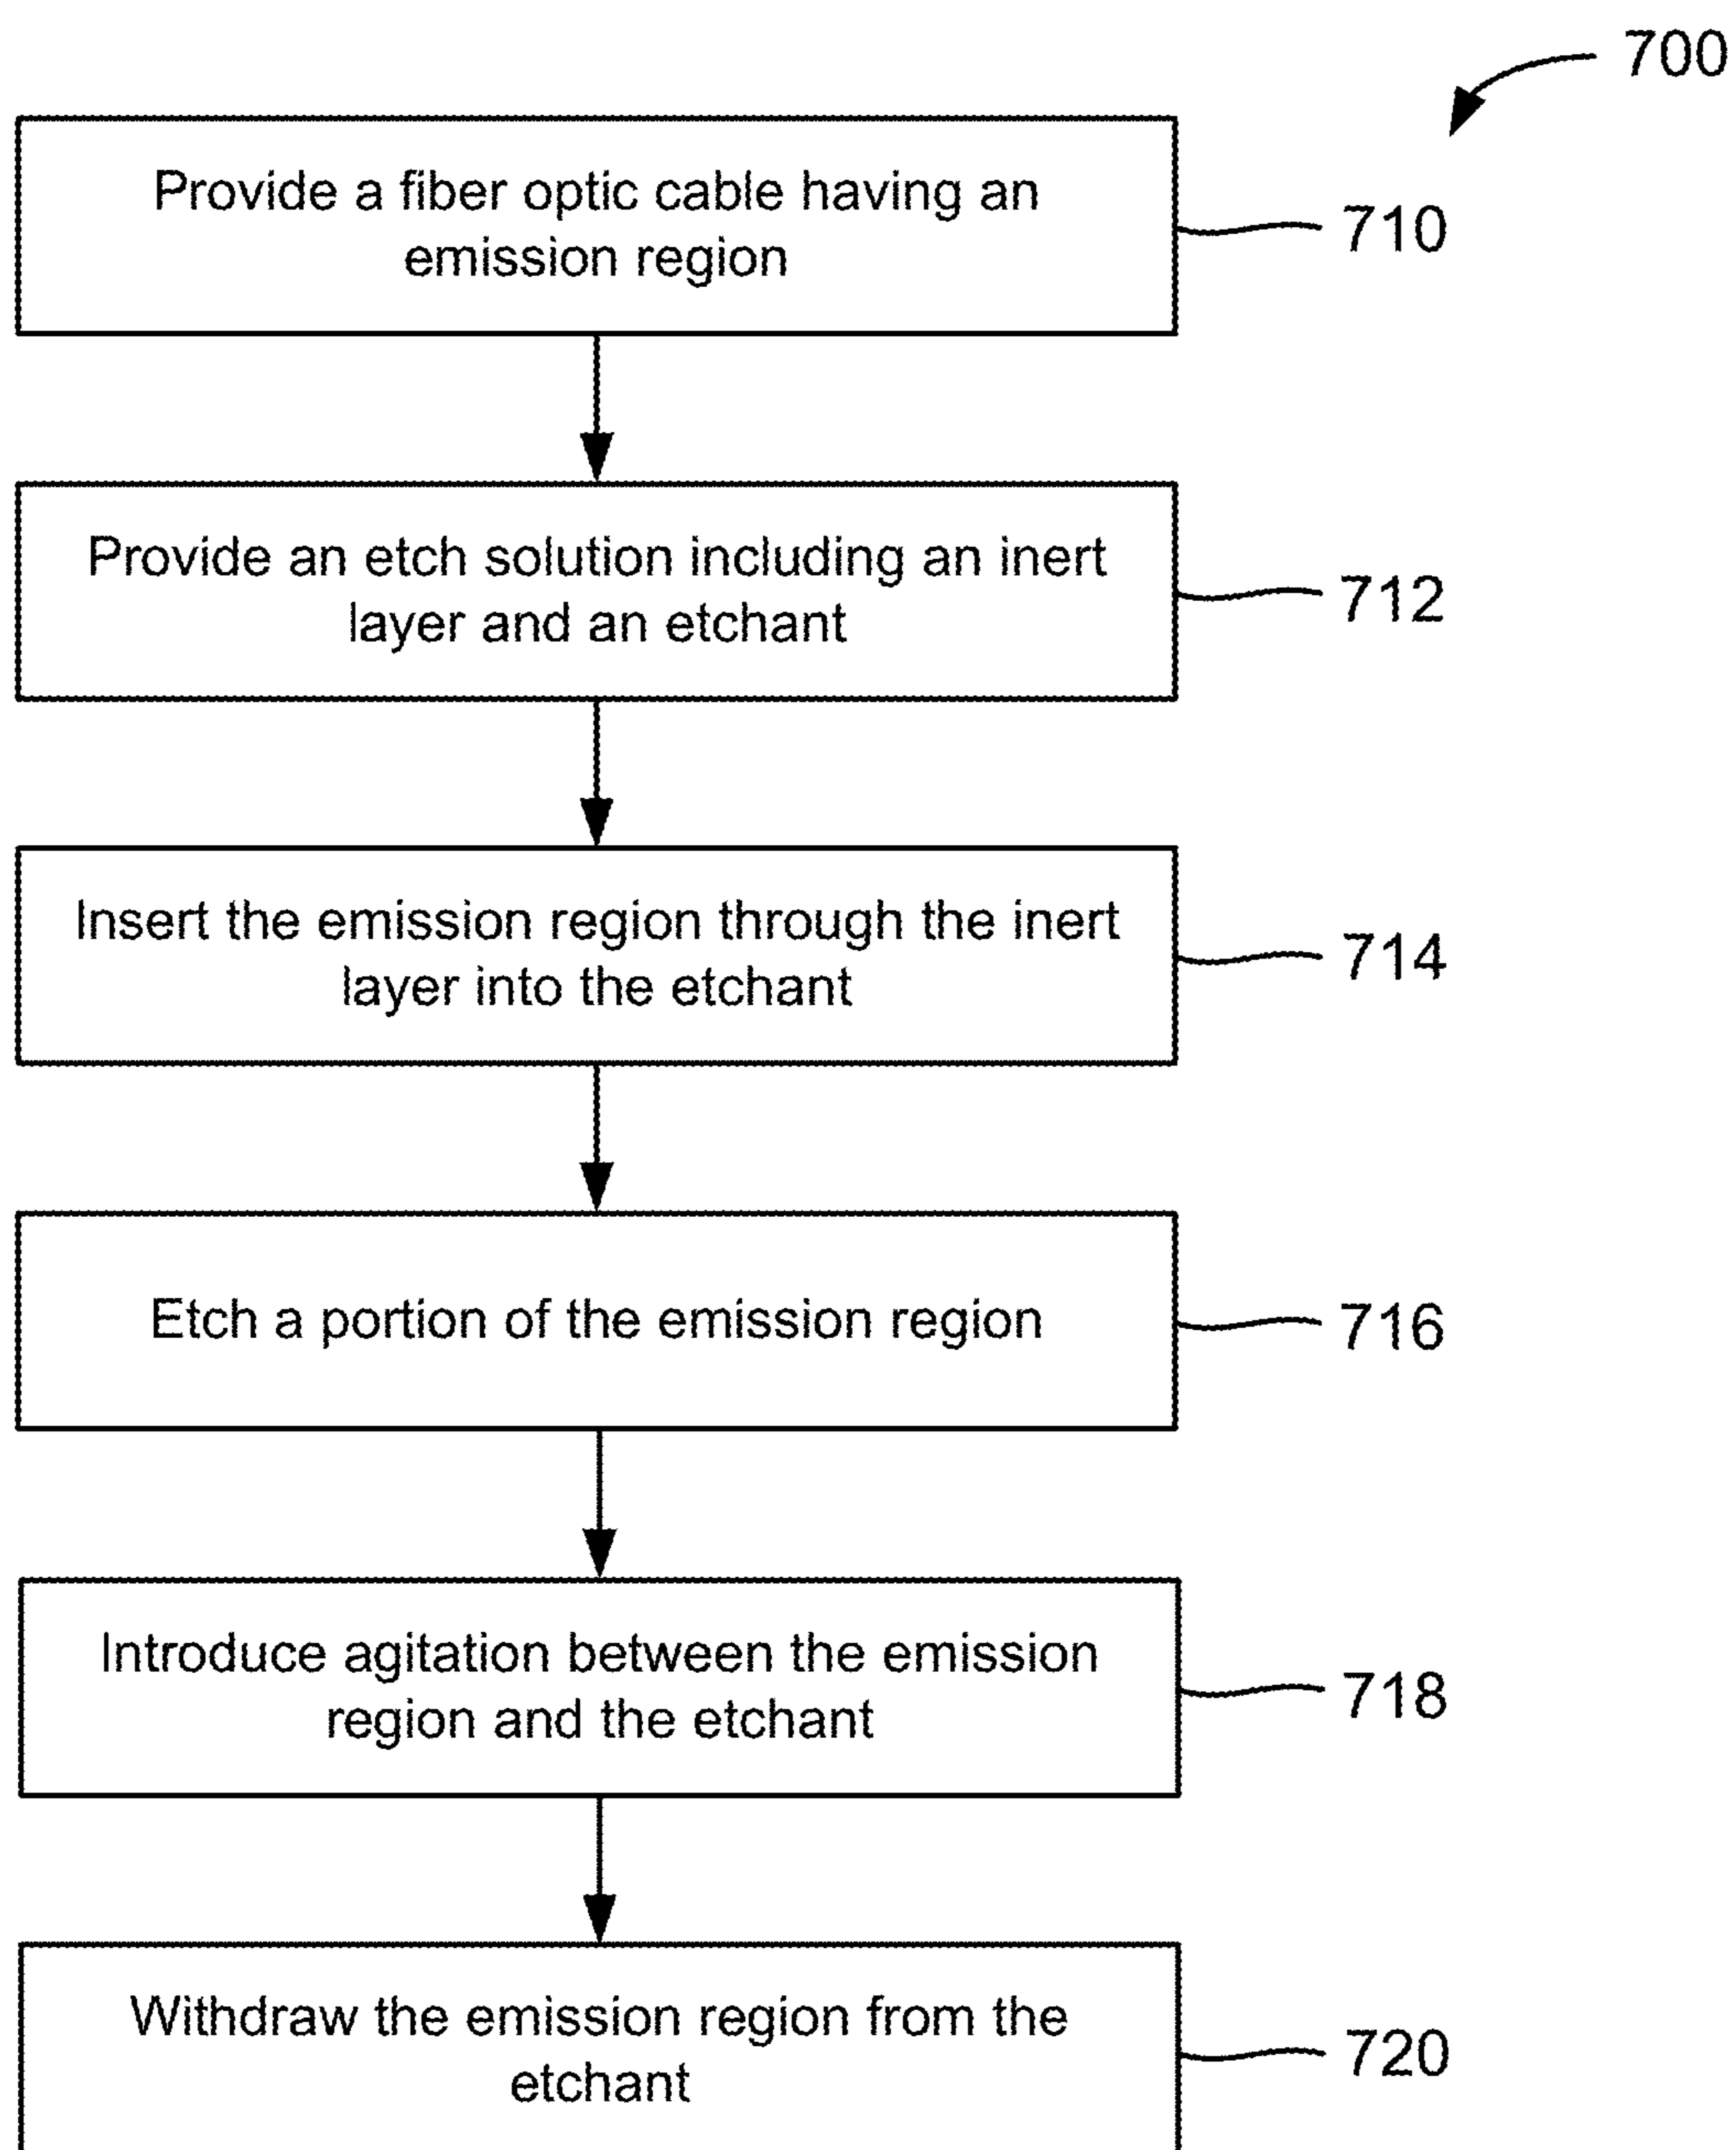 700
Provide a fiber optic cable having an
emission region
710
Provide an etch solution including an inert
layer and an etchant
712
Insert the emission region through the inert
layer into the etchant
714
Etch a portion of the emission region
716
Introduce agitation between the emission
region and the etchant
718
Withdraw the emission region from the
etchant
720